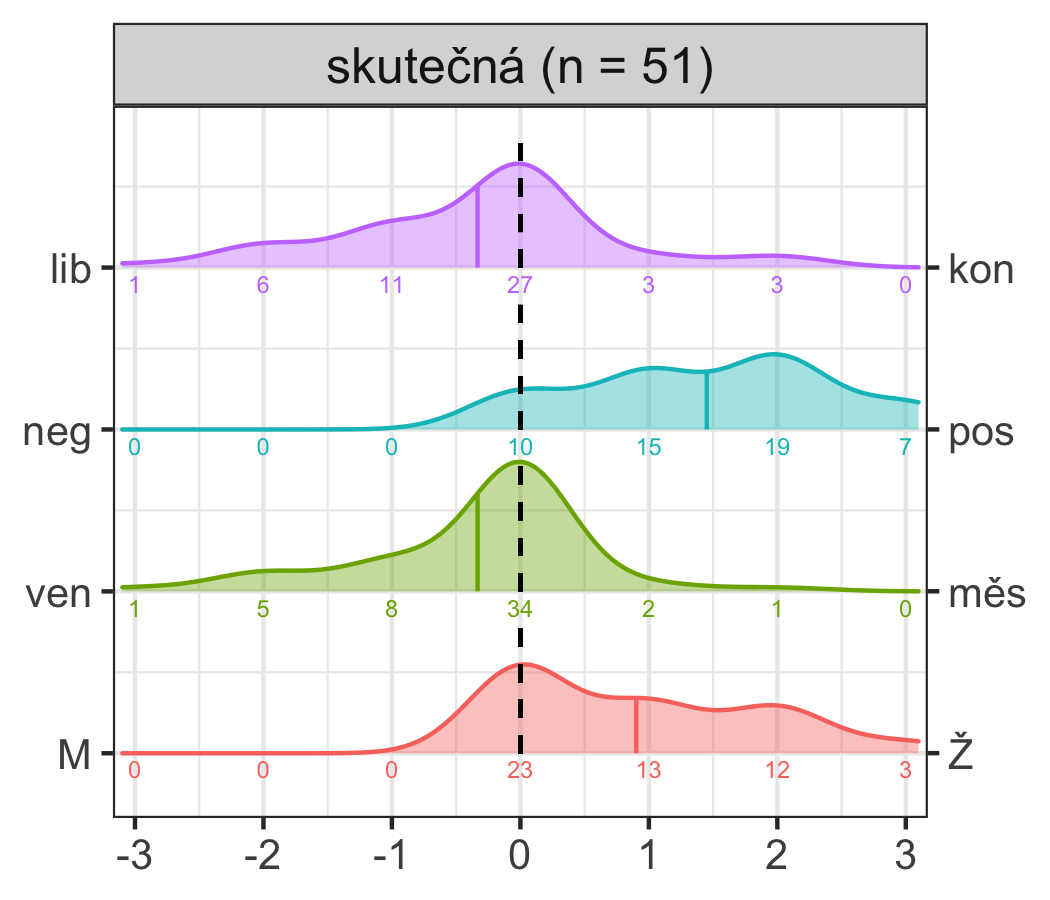 skutečná (n = 51)
lib kon
1 6 11 27 3 3 0
neg pos
0 0 0 10 15 19 7
ven měs
1 5 8 34 2 1 0
M Ž
0 0 0 23 13 12 3
-3 -2 -1 0 1 2 3